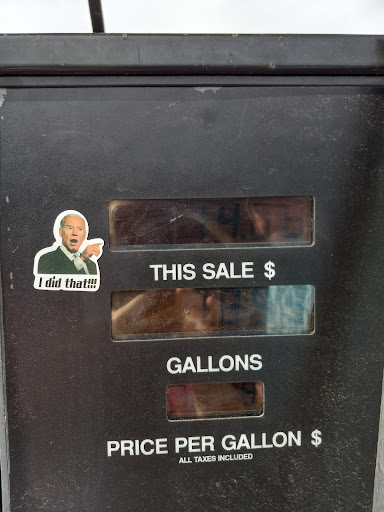 I did that!!!
THIS SALE $
GALLONS
PRICE PER GALLON $
ALL TAXES INCLUDED